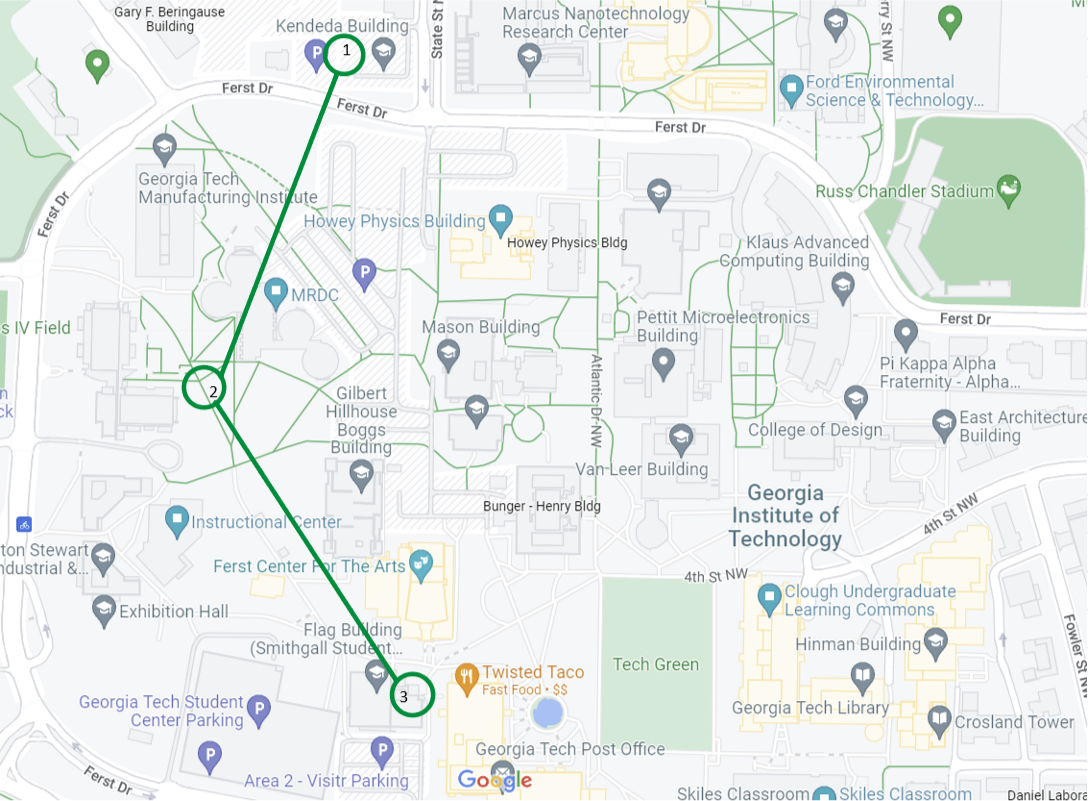 Gary F. Beringause
Building
Kendeda Building
P
1
State St N
Marcus Nanotechnology
Research Center
rry St NW
M
Ford Environmental
Science & Technology...
Ferst Dr
Ferst Dr
Ferst Dr
Georgia Tech
Manufacturing Institute
Ferst Dr
Russ Chandler Stadium
Howey Physics Building
Howey Physics Bldg
Klaus Advanced
Computing Building
P
MRDC
s IV Field
Mason Building
Pettit Microelectronics
Building
Ferst Dr
Pi Kappa Alpha
Fraternity - Alpha...
Atlantic Dr NW
2
n
ck
Gilbert
Hillhouse
Boggs
Building
College of Design
East Architecture
Building
Van Leer Building
Bunger - Henry Bldg
Georgia
Institute of
Technology
4th St NW
Instructional Center
ton Stewart
ndustrial &...
Ferst Center For The Arts
4th St NW
Clough Undergraduate
Learning Commons
Exhibition Hall
Flag Building
(Smithgall Student...
Hinman Building
Fowler St N
Tech Green
Twisted Taco
Fast Food • $$
3
Georgia Tech Student
Center Parking
P
Georgia Tech Library
Crosland Tower
P
P
Area 2 - Visitr Parking
Georgia Tech Post Office
Google
Ferst Dr
Skiles Classroom
Skiles Classroom
Daniel Labora